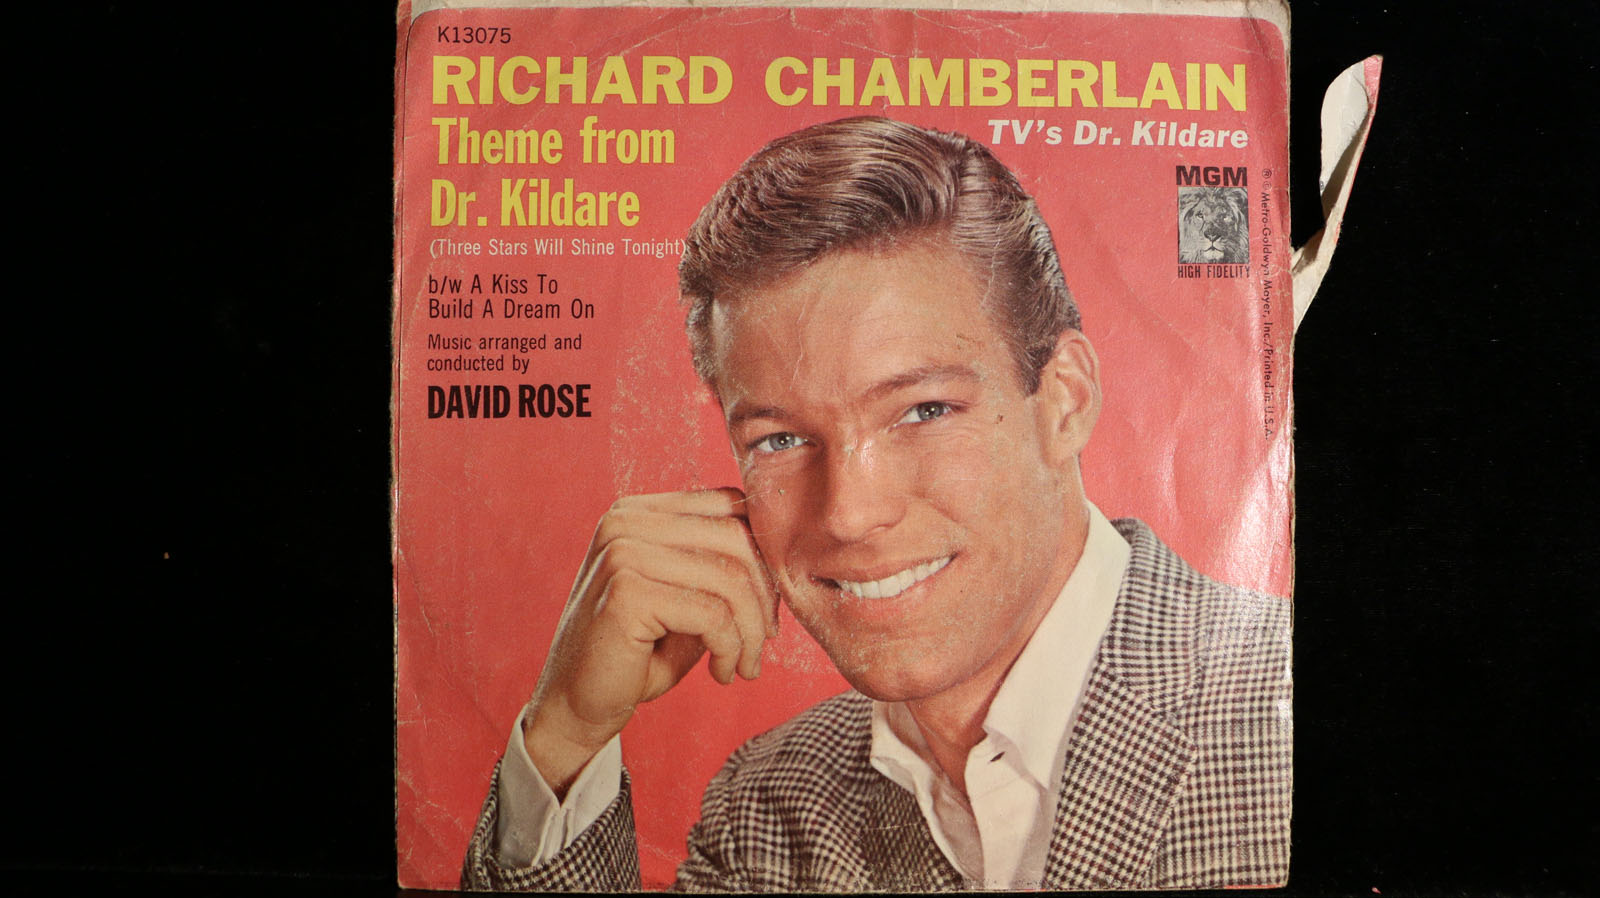 K13075
RICHARD CHAMBERLAIN
TV's Dr. Kildare
Theme from
Dr. Kildare
(Three Stars Will Shine Tonight)
b/w A Kiss To
Build A Dream On
Music arranged and
conducted by
DAVID ROSE
MGM
HIGH FIDELITY
℗ © Metro-Goldwyn-Mayer, Inc./Printed in U.S.A.